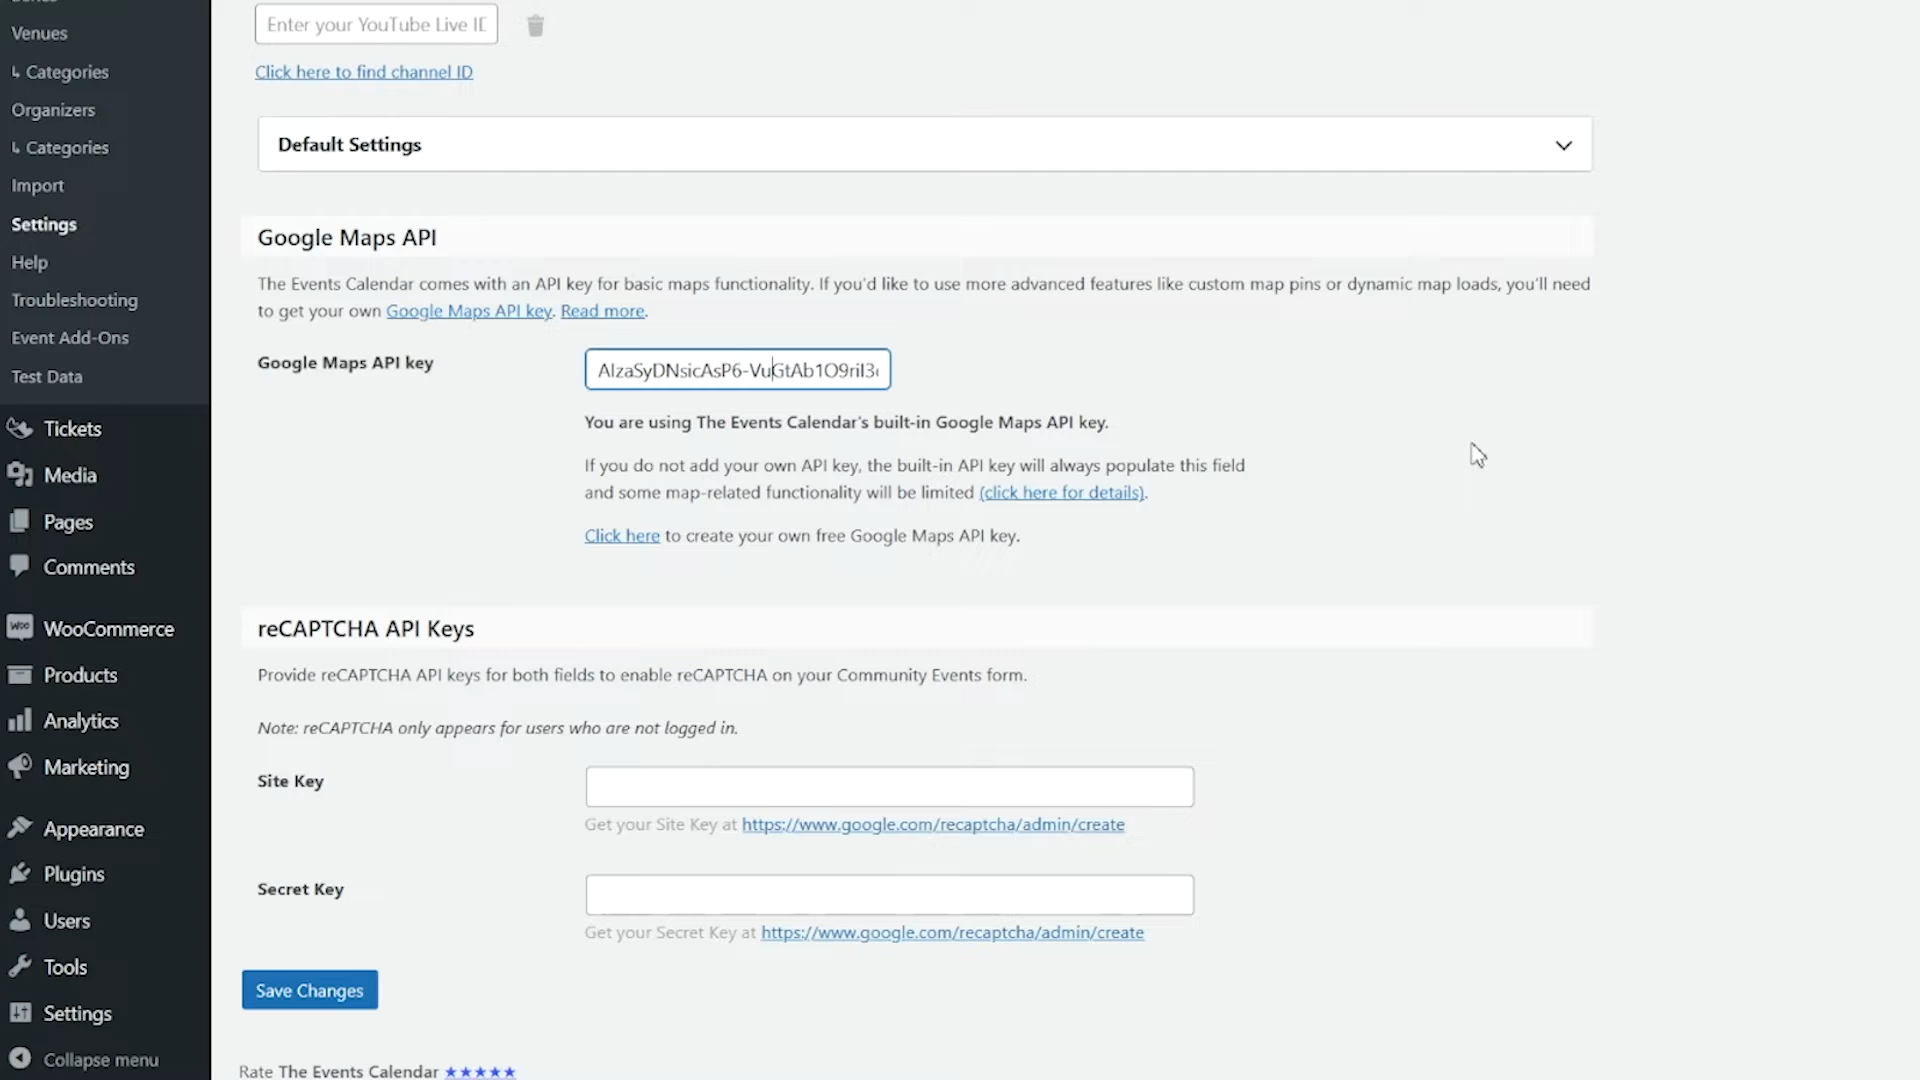 Venues
↳ Categories
Organizers
↳ Categories
Import
Settings
Help
Troubleshooting
Event Add-Ons
Test Data
Tickets
Media
Pages
Comments
WooCommerce
Products
Analytics
Marketing
Appearance
Plugins
Users
Tools
Settings
Collapse menu
Enter your YouTube Live ID
Click here to find channel ID
Default Settings
Google Maps API
The Events Calendar comes with an API key for basic maps functionality. If you'd like to use more advanced features like custom map pins or dynamic map loads, you'll need
to get your own Google Maps API key. Read more.
Google Maps API key
AIzaSyDNsicAsP6-VuGtAb1O9riI3
You are using The Events Calendar's built-in Google Maps API key.
If you do not add your own API key, the built-in API key will always populate this field
and some map-related functionality will be limited (click here for details).
Click here to create your own free Google Maps API key.
reCAPTCHA API Keys
Provide reCAPTCHA API keys for both fields to enable reCAPTCHA on your Community Events form.
Note: reCAPTCHA only appears for users who are not logged in.
Site Key
Get your Site Key at https://www.google.com/recaptcha/admin/create
Secret Key
Get your Secret Key at https://www.google.com/recaptcha/admin/create
Save Changes
Rate The Events Calendar ★★★★★